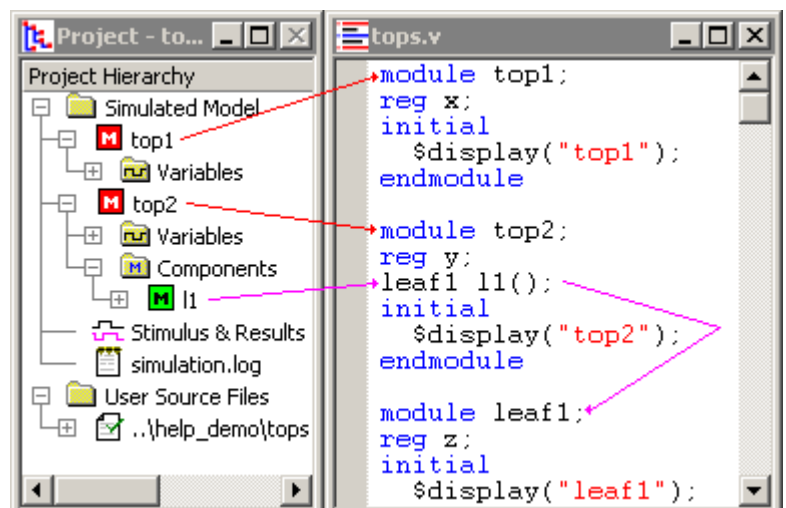 Project - to...
Project Hierarchy
Simulated Model
M top1
Variables
M top2
Variables
M Components
M l1
Stimulus & Results
simulation.log
User Source Files
..\help_demo\tops
tops.v
module top1;
reg x;
initial
$display("top1");
endmodule
module top2;
reg y;
leaf1 l1();
initial
$display("top2");
endmodule
module leaf1;
reg z;
initial
$display("leaf1");